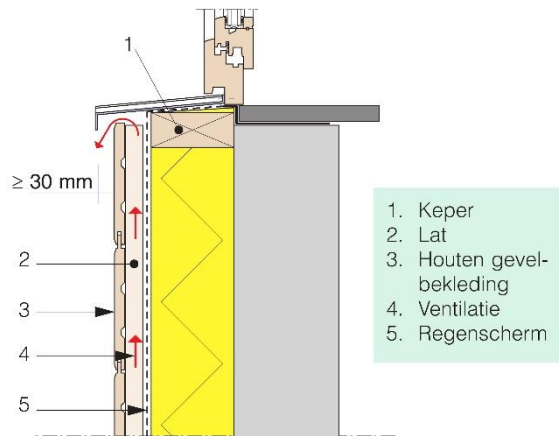 1
≥ 30 mm
2
3
4
5
1. Keper
2. Lat
3. Houten gevel-
bekleding
4. Ventilatie
5. Regenscherm